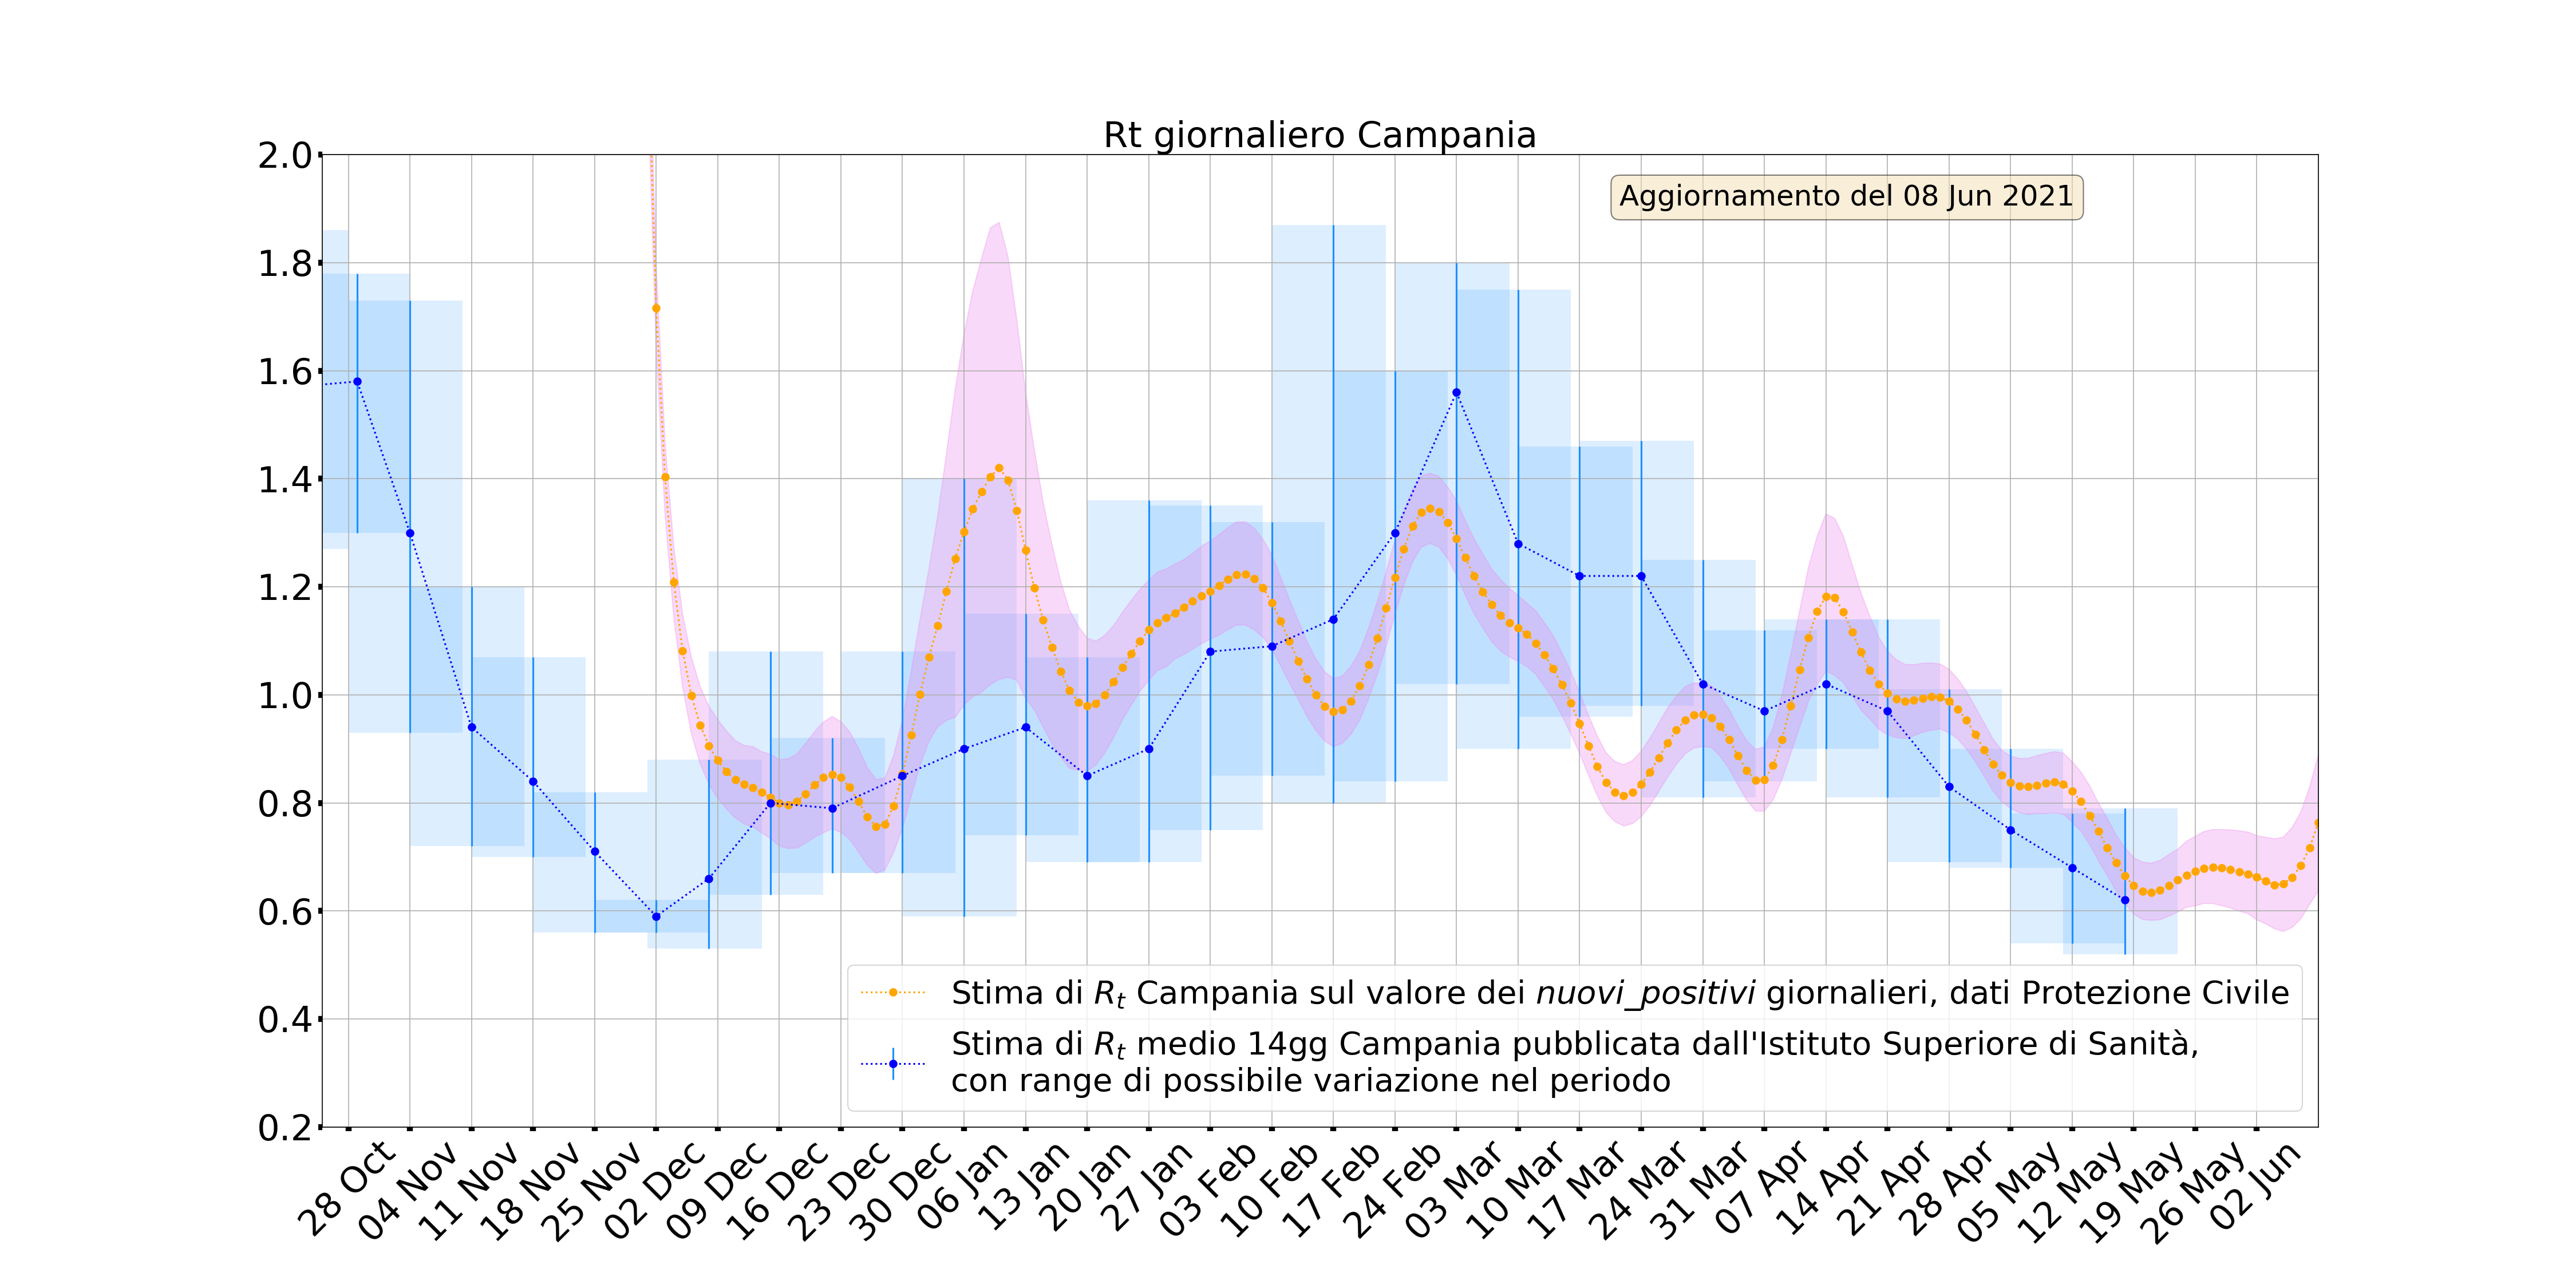 Rt giornaliero Campania
Aggiornamento del 08 Jun 2021
2.0
1.8
1.6
1.4
1.2
1.0
0.8
0.6
0.4
0.2
Stima di Rt Campania sul valore dei nuovi_positivi giornalieri, dati Protezione Civile
Stima di Rt medio 14gg Campania pubblicata dall'Istituto Superiore di Sanità,
con range di possibile variazione nel periodo
28 Oct
04 Nov
11 Nov
18 Nov
25 Nov
02 Dec
09 Dec
16 Dec
23 Dec
30 Dec
06 Jan
13 Jan
20 Jan
27 Jan
03 Feb
10 Feb
17 Feb
24 Feb
03 Mar
10 Mar
17 Mar
24 Mar
31 Mar
07 Apr
14 Apr
21 Apr
28 Apr
05 May
12 May
19 May
26 May
02 Jun